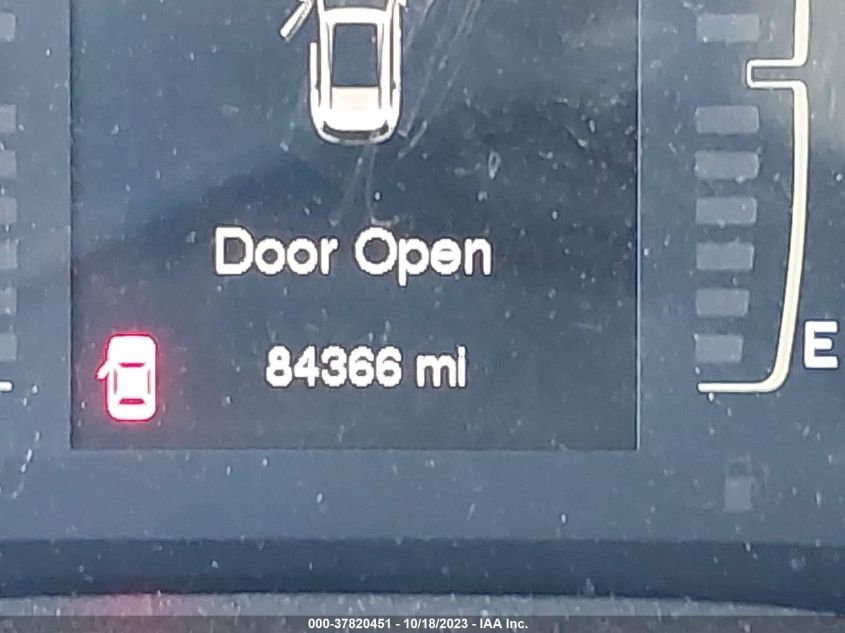 Door Open
84366 mi
E
000-37820451 - 10/18/2023 - IAA Inc.